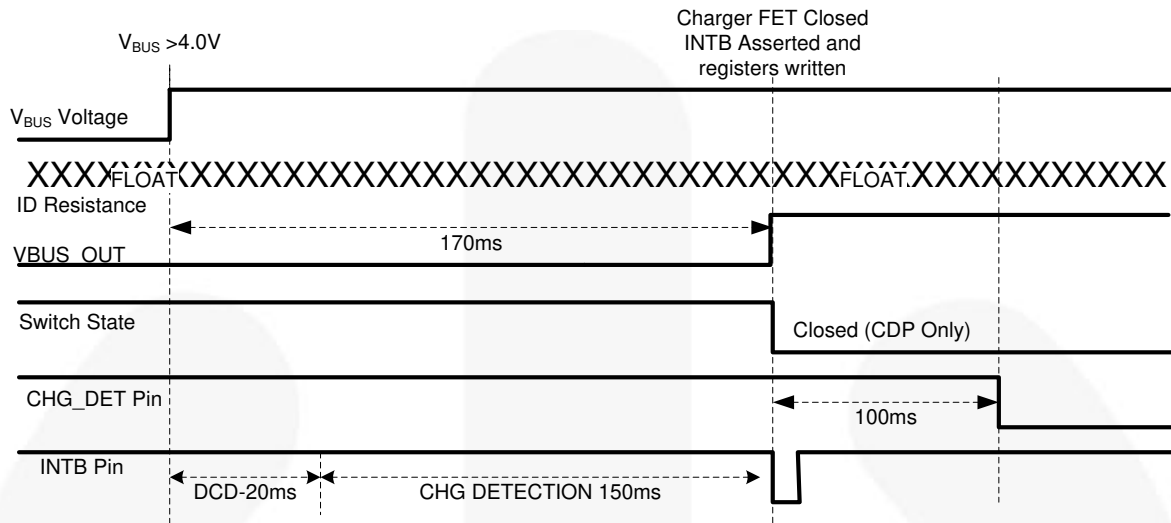 Charger FET Closed
INTB Asserted and
registers written
VBUS >4.0V
VBUS Voltage
XXXXFLOATXXXXXXXXXXXXXXXXXXXXXXXXXXXXXXXXXFLOATXXXXXXXXXXXXX
ID Resistance
170ms
VBUS_OUT
Switch State
Closed (CDP Only)
CHG_DET Pin
100ms
INTB Pin
DCD-20ms
CHG DETECTION 150ms